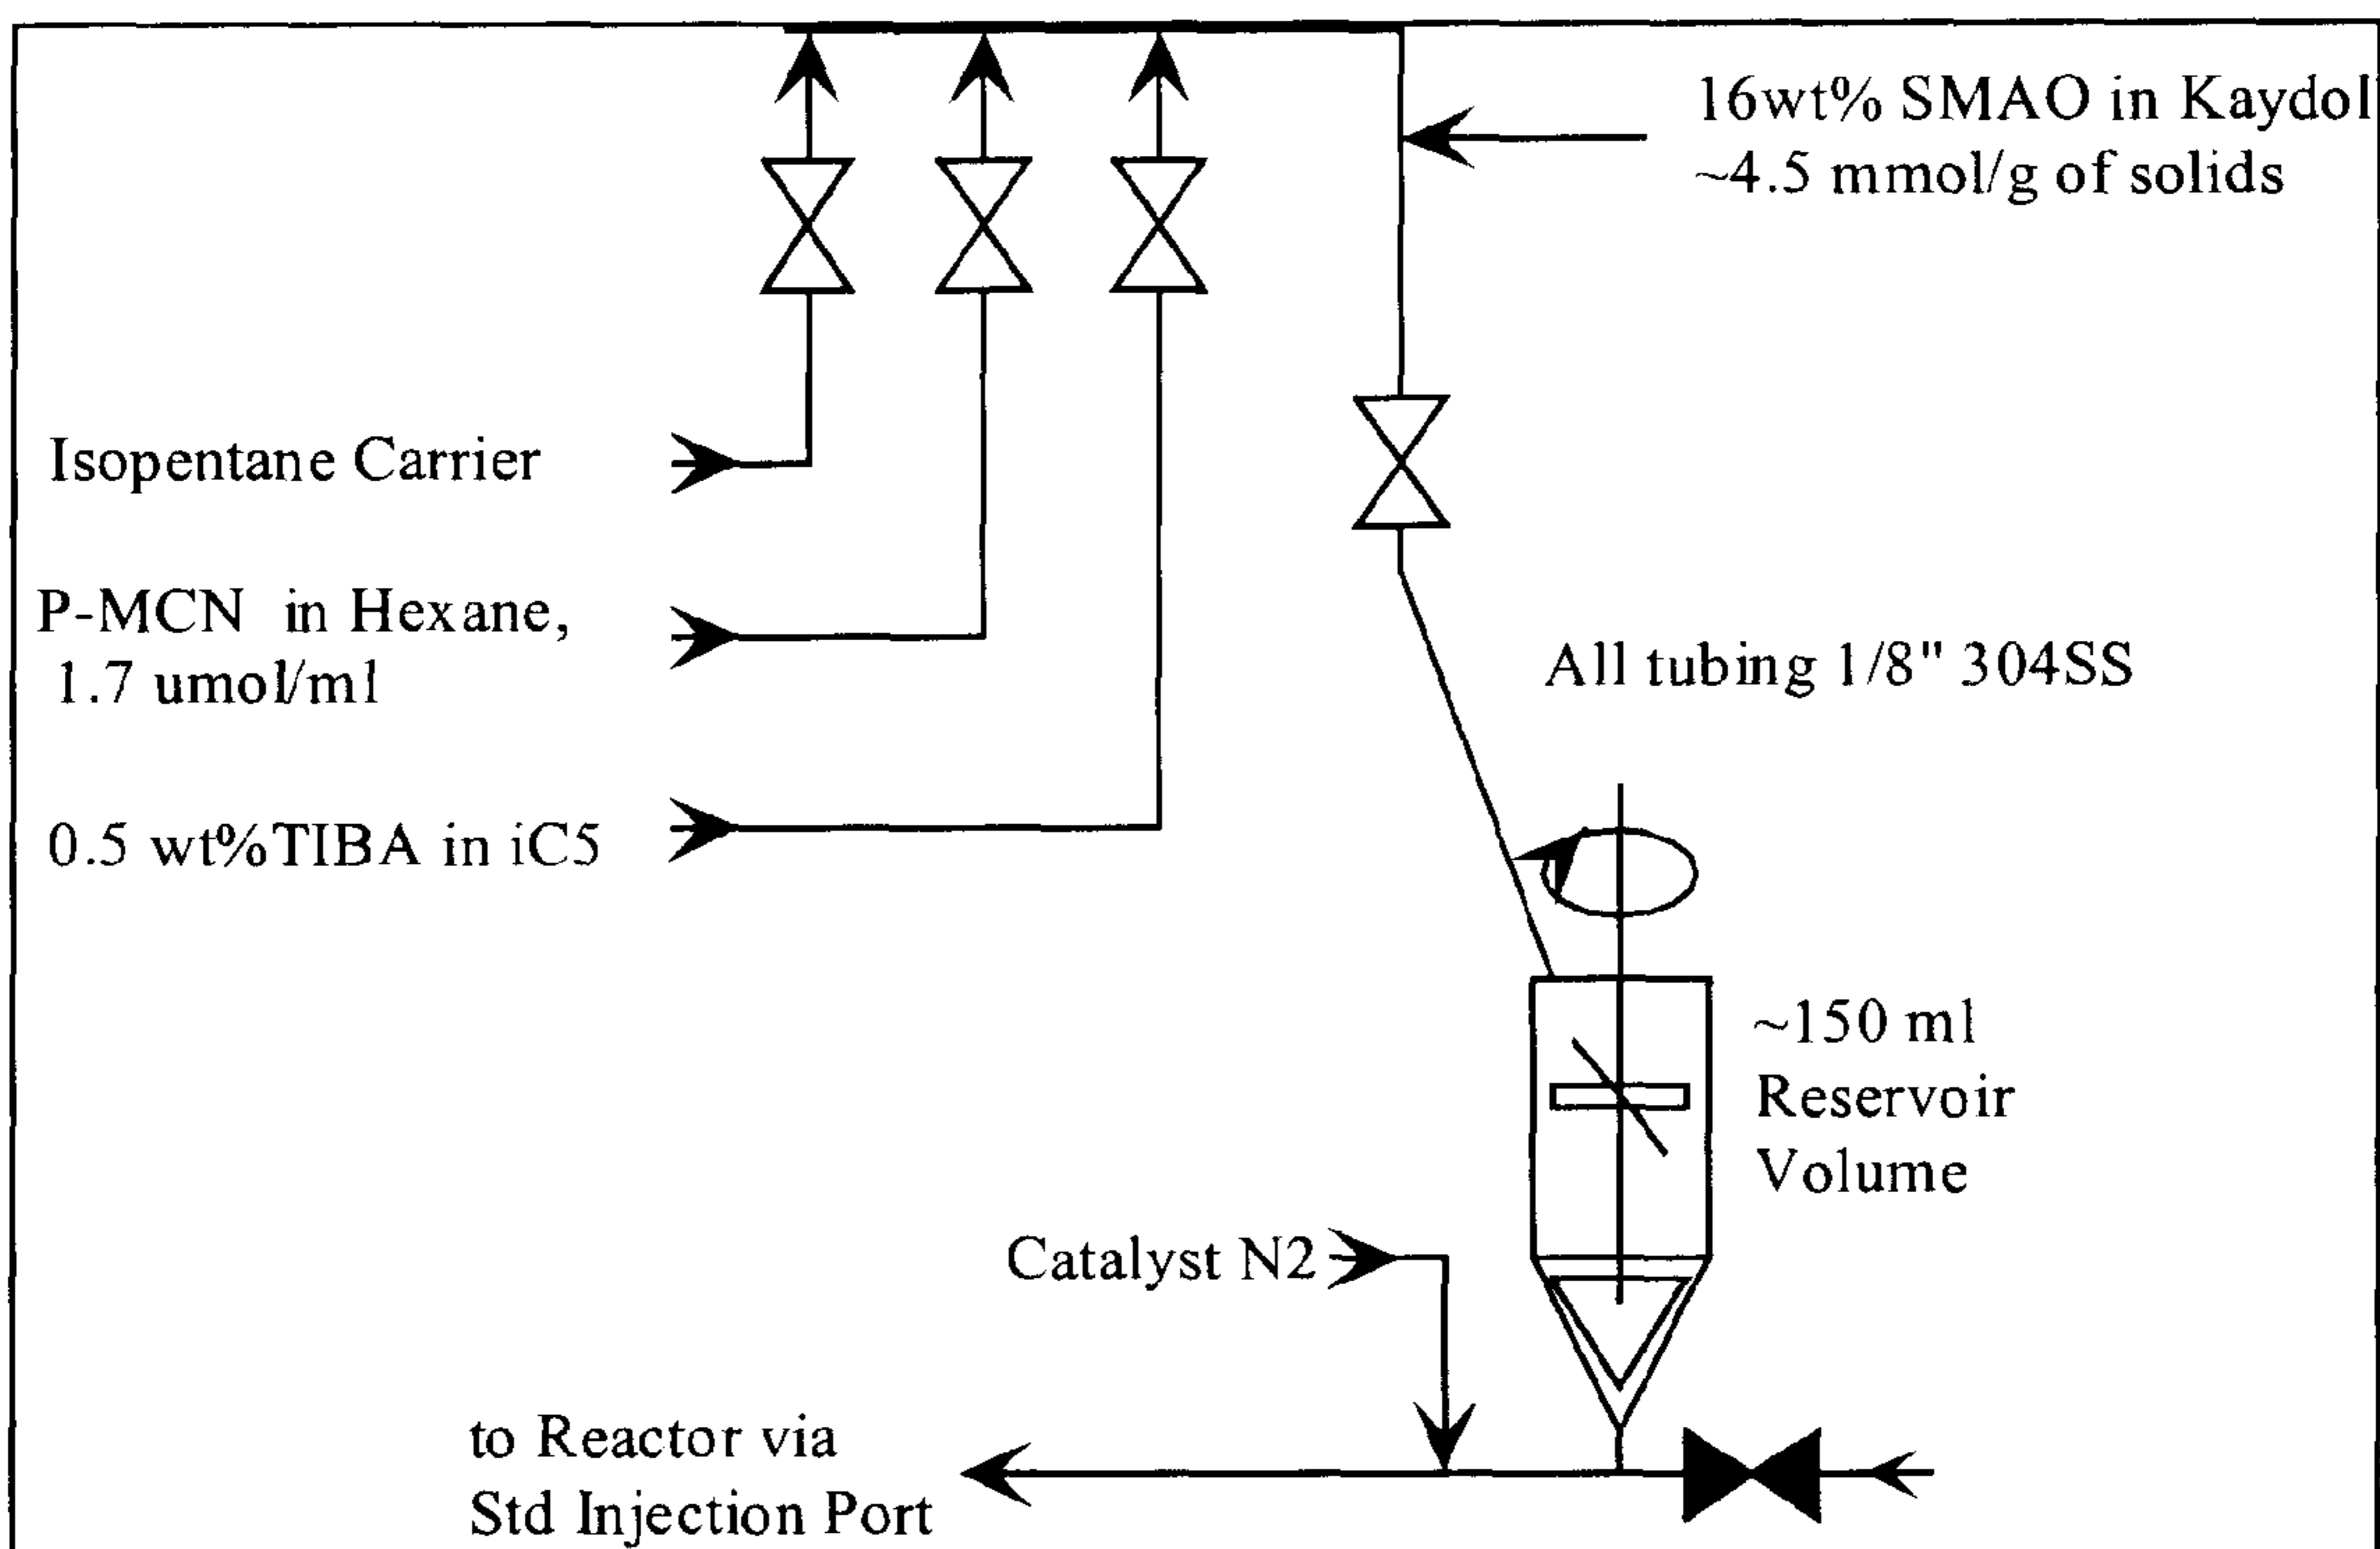 16wt% SMAO in Kaydol
~4.5 mmol/g of solids
Isopentane Carrier
P-MCN in Hexane,
1.7 umol/ml
All tubing 1/8" 304SS
0.5 wt%TIBA in iC5
~150 ml
Reservoir
Volume
Catalyst N2
to Reactor via
Std Injection Port